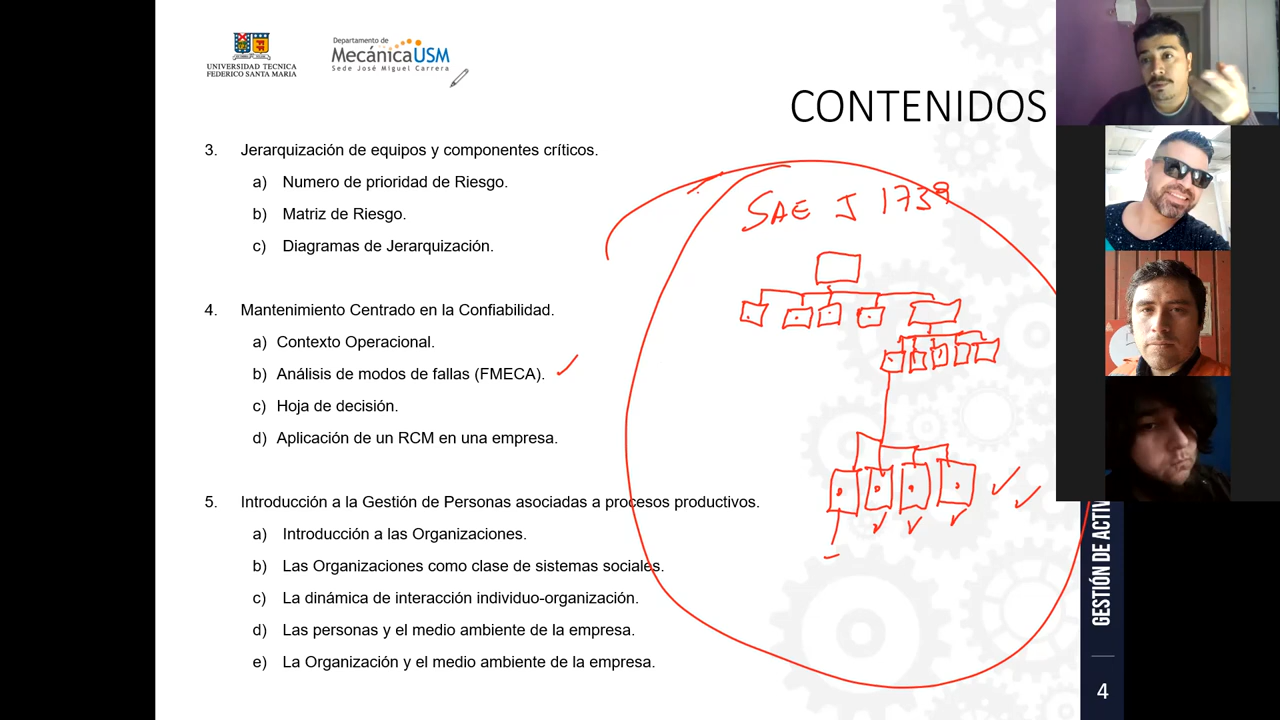 UNIVERSIDAD TECNICA
FEDERICO SANTA MARIA
Departamento de
MecánicaUSM
Sede José Miguel Carrera
CONTENIDOS
3. Jerarquización de equipos y componentes críticos.
a) Numero de prioridad de Riesgo.
b) Matriz de Riesgo.
c) Diagramas de Jerarquización.
SAE J 1739
4. Mantenimiento Centrado en la Confiabilidad.
a) Contexto Operacional.
b) Análisis de modos de fallas (FMECA).
c) Hoja de decisión.
d) Aplicación de un RCM en una empresa.
5. Introducción a la Gestión de Personas asociadas a procesos productivos.
a) Introducción a las Organizaciones.
b) Las Organizaciones como clase de sistemas sociales.
c) La dinámica de interacción individuo-organización.
d) Las personas y el medio ambiente de la empresa.
e) La Organización y el medio ambiente de la empresa.
GESTIÓN DE ACTIV
4